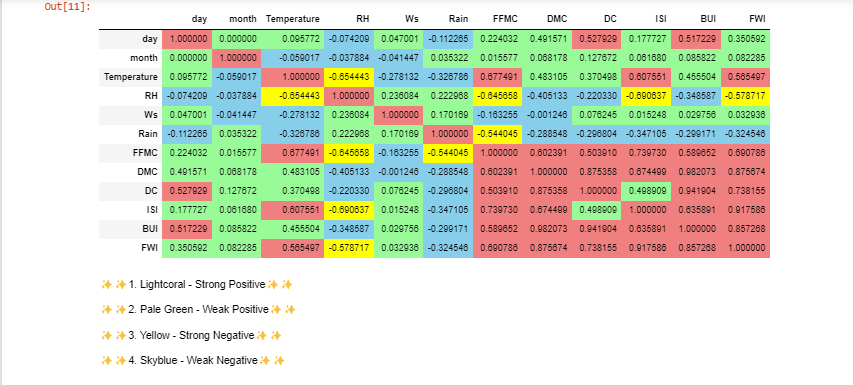 Out[11]:
day month Temperature RH Ws Rain FFMC DMC DC ISI BUI FWI
day 1.000000 0.000000 0.095772 -0.074209 0.047001 -0.112265 0.224032 0.491571 0.527929 0.177727 0.517229 0.350592
month 0.000000 1.000000 -0.059017 -0.037884 -0.041447 0.035322 0.015577 0.068178 0.127672 0.061680 0.085822 0.082285
Temperature 0.095772 -0.059017 1.000000 -0.654443 -0.278132 -0.326786 0.677491 0.483105 0.370498 0.607551 0.455504 0.565497
RH -0.074209 -0.037884 -0.654443 1.000000 0.236084 0.222968 -0.645658 -0.405133 -0.220330 -0.690637 -0.348587 -0.578717
Ws 0.047001 -0.041447 -0.278132 0.236084 1.000000 0.170169 -0.163255 -0.001246 0.076245 0.015248 0.029756 0.032936
Rain -0.112265 0.035322 -0.326786 0.222968 0.170169 1.000000 -0.544045 -0.288548 -0.296804 -0.347105 -0.299171 -0.324546
FFMC 0.224032 0.015577 0.677491 -0.645658 -0.163255 -0.544045 1.000000 0.602391 0.503910 0.739730 0.589652 0.690786
DMC 0.491571 0.068178 0.483105 -0.405133 -0.001246 -0.288548 0.602391 1.000000 0.875358 0.674499 0.982073 0.875674
DC 0.527929 0.127672 0.370498 -0.220330 0.076245 -0.296804 0.503910 0.875358 1.000000 0.498909 0.941904 0.738155
ISI 0.177727 0.061680 0.607551 -0.690637 0.015248 -0.347105 0.739730 0.674499 0.498909 1.000000 0.635891 0.917586
BUI 0.517229 0.085822 0.455504 -0.348587 0.029756 -0.299171 0.589652 0.982073 0.941904 0.635891 1.000000 0.857268
FWI 0.350592 0.082285 0.565497 -0.578717 0.032936 -0.324546 0.690786 0.875674 0.738155 0.917586 0.857268 1.000000
✨✨1. Lightcoral - Strong Positive✨✨
✨✨2. Pale Green - Weak Positive✨✨
✨✨3. Yellow - Strong Negative✨✨
✨✨4. Skyblue - Weak Negative✨✨